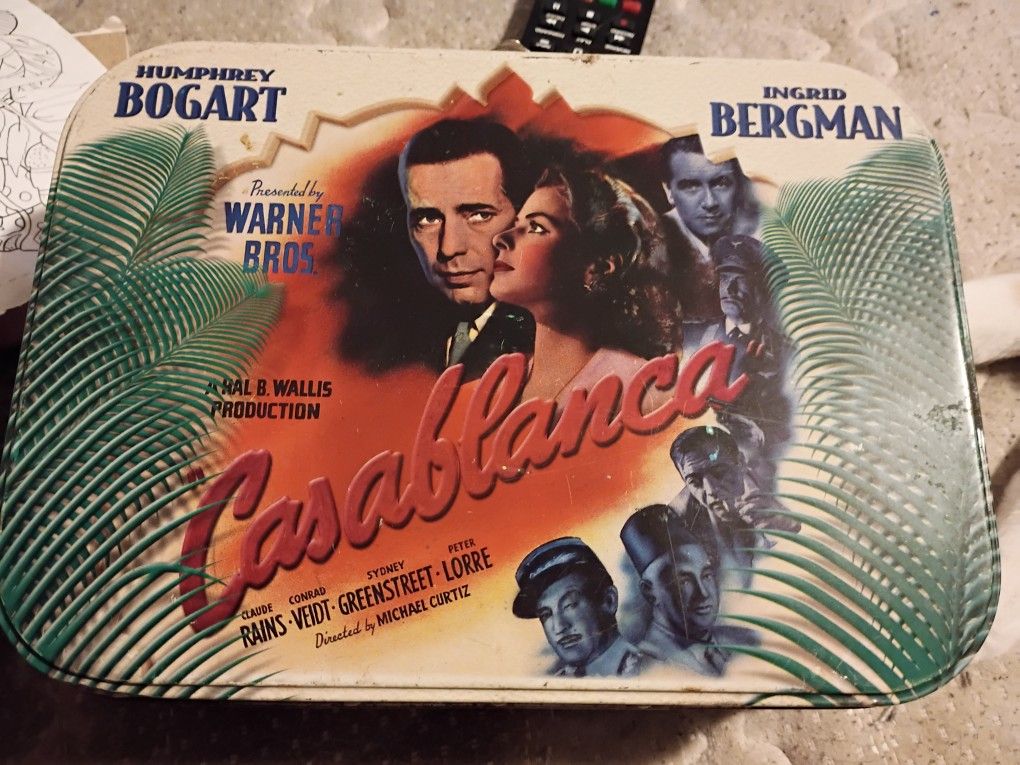 HUMPHREY
BOGART
INGRID
BERGMAN
Presented by
WARNER
BROS.
A HAL B. WALLIS
PRODUCTION
"Casablanca"
CLAUDE CONRAD SYDNEY PETER
RAINS · VEIDT · GREENSTREET · LORRE
Directed by MICHAEL CURTIZ